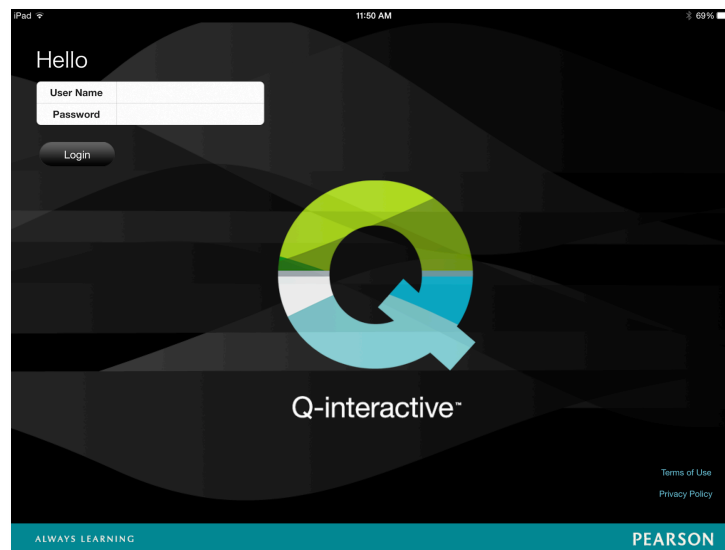 iPad 11:50 AM 69%
Hello
User Name
Password
Login
Q-interactive™
Terms of Use
Privacy Policy
ALWAYS LEARNING PEARSON